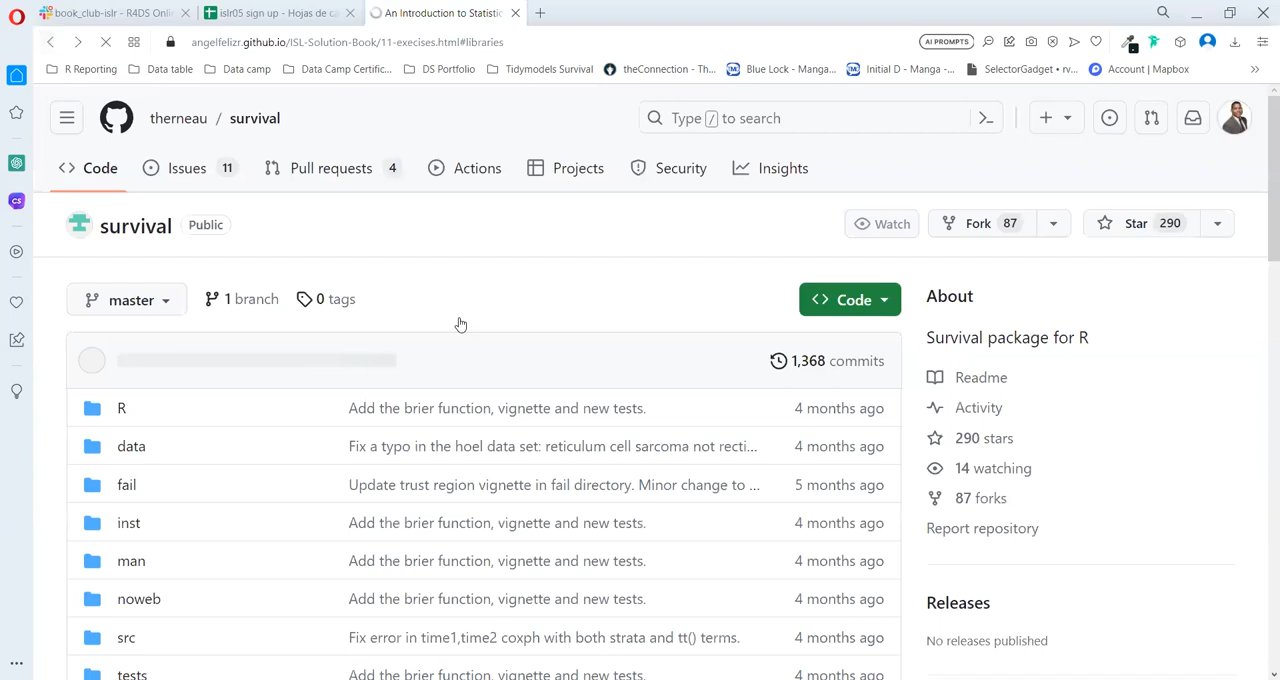 book_club-islr - R4DS Onli
islr05 sign up - Hojas de cá
An Introduction to Statistic
angelfelizr.github.io/ISL-Solution-Book/11-execises.html#libraries
AI PROMPTS
R Reporting
Data table
Data camp
Data Camp Certific...
DS Portfolio
Tidymodels Survival
theConnection - Th...
Blue Lock - Manga...
Initial D - Manga -...
SelectorGadget • rv...
Account | Mapbox
therneau / survival
Type / to search
Code
Issues 11
Pull requests 4
Actions
Projects
Security
Insights
survival Public
Watch
Fork 87
Star 290
master
1 branch
0 tags
Code
About
Survival package for R
1,368 commits
R Add the brier function, vignette and new tests. 4 months ago
data Fix a typo in the hoel data set: reticulum cell sarcoma not recti... 4 months ago
fail Update trust region vignette in fail directory. Minor change to ... 5 months ago
inst Add the brier function, vignette and new tests. 4 months ago
man Add the brier function, vignette and new tests. 4 months ago
noweb Add the brier function, vignette and new tests. 4 months ago
src Fix error in time1,time2 coxph with both strata and tt() terms. 4 months ago
tests Add the brier function, vignette and new tests. 4 months ago
Readme
Activity
290 stars
14 watching
87 forks
Report repository
Releases
No releases published